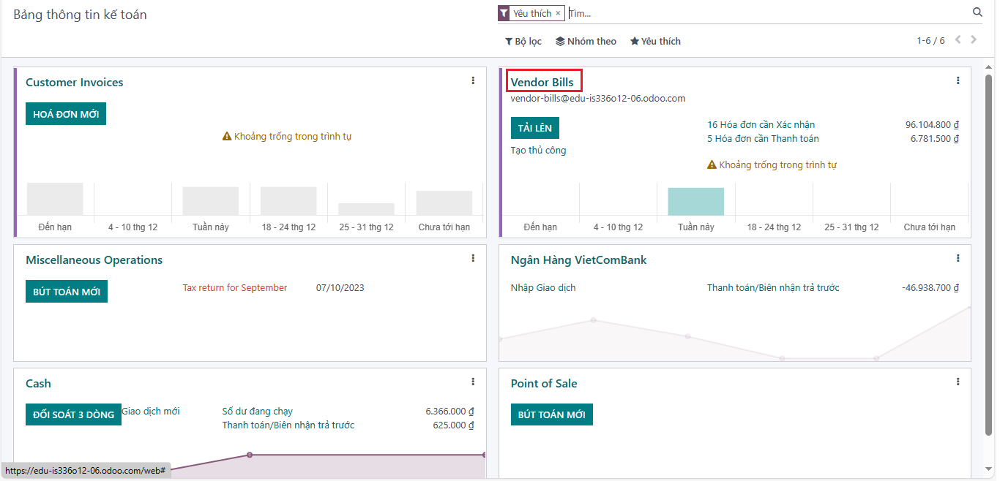 Bảng thông tin kế toán
Yêu thích ×
Tìm...
Bộ lọc
Nhóm theo
Yêu thích
1-6 / 6
Customer Invoices
HOÁ ĐƠN MỚI
Khoảng trống trong trình tự
Đến hạn
4 - 10 thg 12
Tuần này
18 - 24 thg 12
25 - 31 thg 12
Chưa tới hạn
Vendor Bills
vendor-bills@edu-is336o12-06.odoo.com
TẢI LÊN
Tạo thủ công
16 Hóa đơn cần Xác nhận 96.104.800 ₫
5 Hóa đơn cần Thanh toán 6.781.500 ₫
Khoảng trống trong trình tự
Đến hạn
4 - 10 thg 12
Tuần này
18 - 24 thg 12
25 - 31 thg 12
Chưa tới hạn
Miscellaneous Operations
BÚT TOÁN MỚI
Tax return for September 07/10/2023
Ngân Hàng VietComBank
Nhập Giao dịch
Thanh toán/Biên nhận trả trước -46.938.700 ₫
Cash
ĐỐI SOÁT 3 DÒNG
Giao dịch mới
Số dư đang chạy 6.366.000 ₫
Thanh toán/Biên nhận trả trước 625.000 ₫
Point of Sale
BÚT TOÁN MỚI
https://edu-is336o12-06.odoo.com/web#